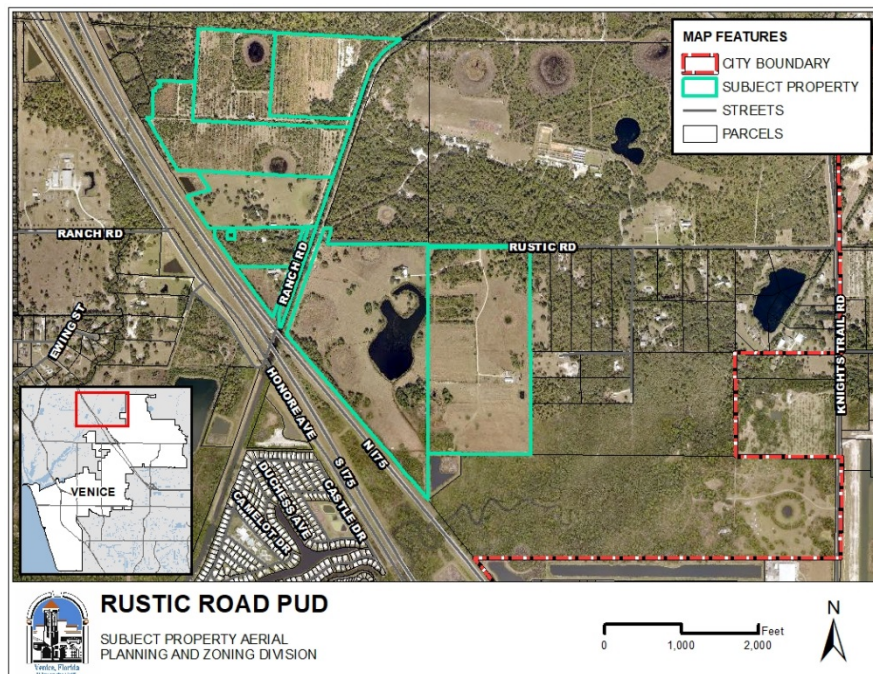 MAP FEATURES
CITY BOUNDARY
SUBJECT PROPERTY
STREETS
PARCELS
RANCH RD
RANCH RD
RUSTIC RD
EWING ST
KNIGHTS TRAIL RD
HONORE AVE
N I75
S I75
CASTLE DR
DUCHESS AVE
CAMELOT DR
VENICE
RUSTIC ROAD PUD
SUBJECT PROPERTY AERIAL
PLANNING AND ZONING DIVISION
Venice, Florida
Feet
0 1,000 2,000
N